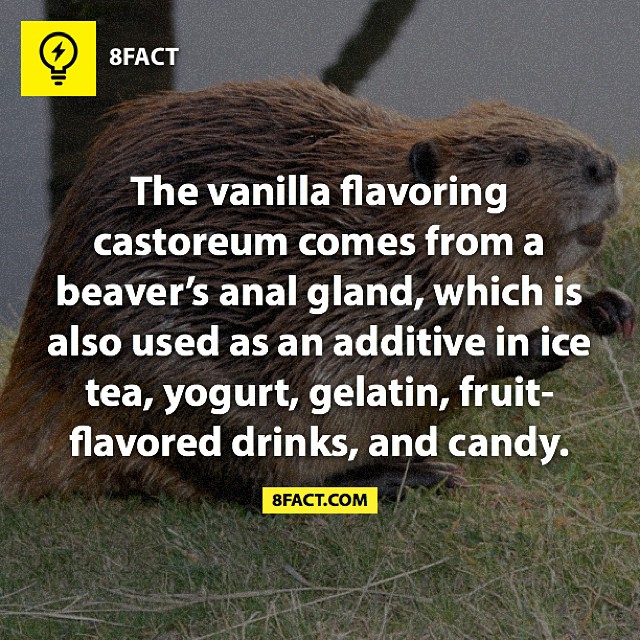 8FACT
The vanilla flavoring
castoreum comes from a
beaver's anal gland, which is
also used as an additive in ice
tea, yogurt, gelatin, fruit-
flavored drinks, and candy.
8FACT.COM